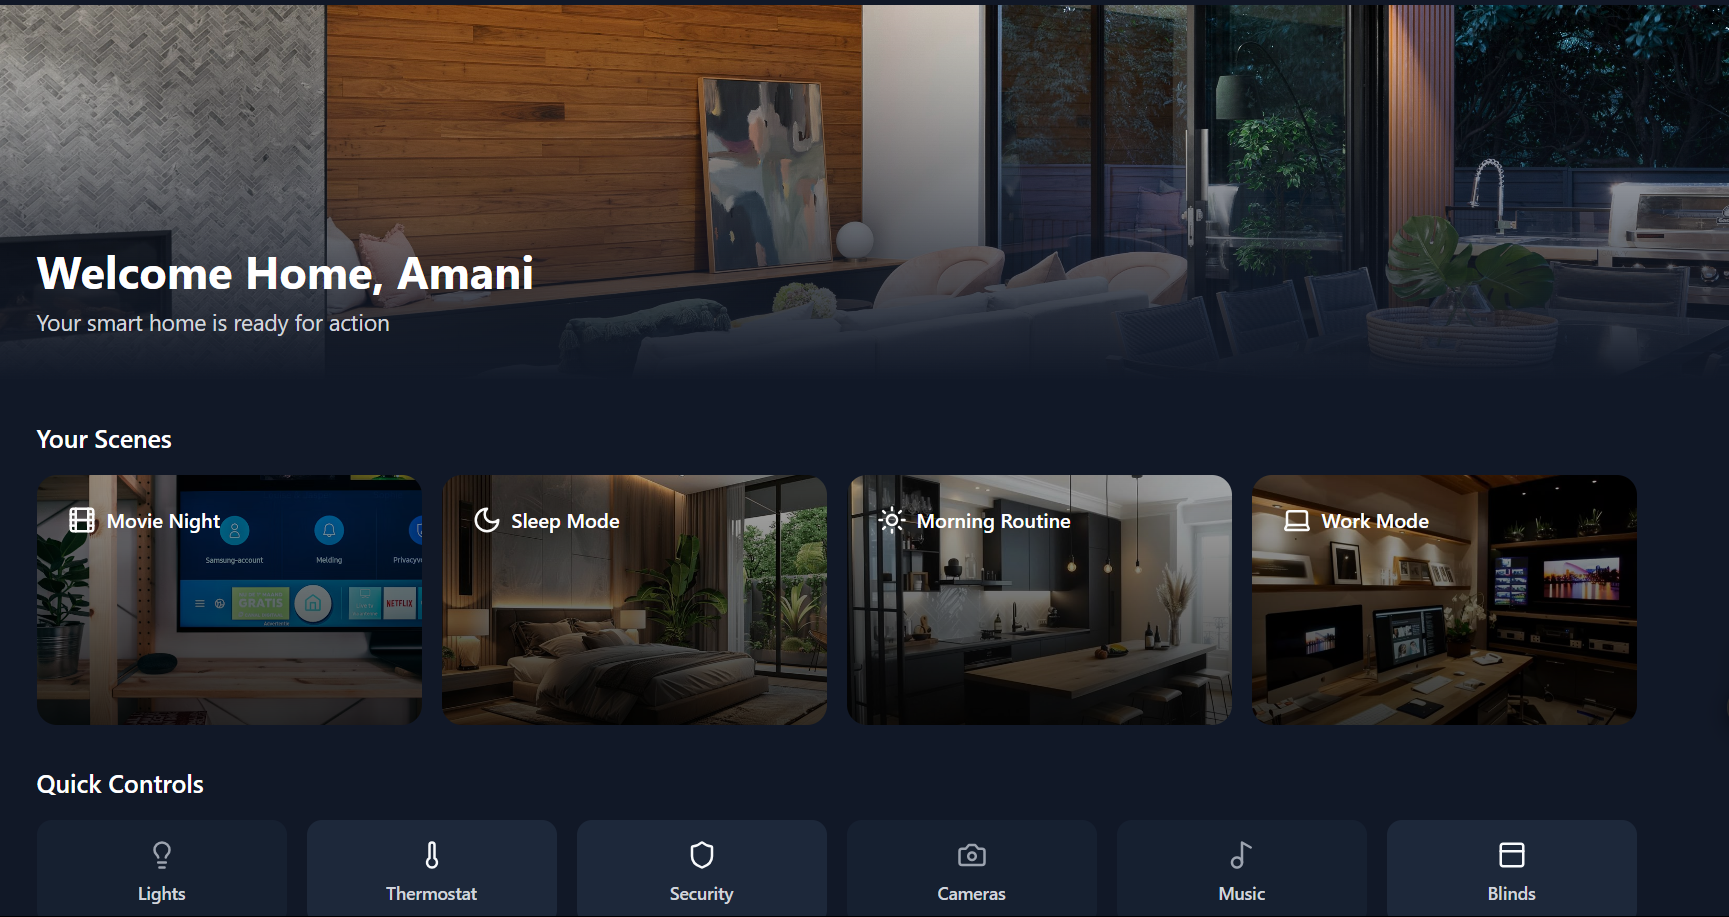 Welcome Home, Amani
Your smart home is ready for action
Your Scenes
Movie Night
Samsung-account
Melding
GRATIS
NETFLIX
Sleep Mode
Morning Routine
Work Mode
Quick Controls
Lights
Thermostat
Security
Cameras
Music
Blinds